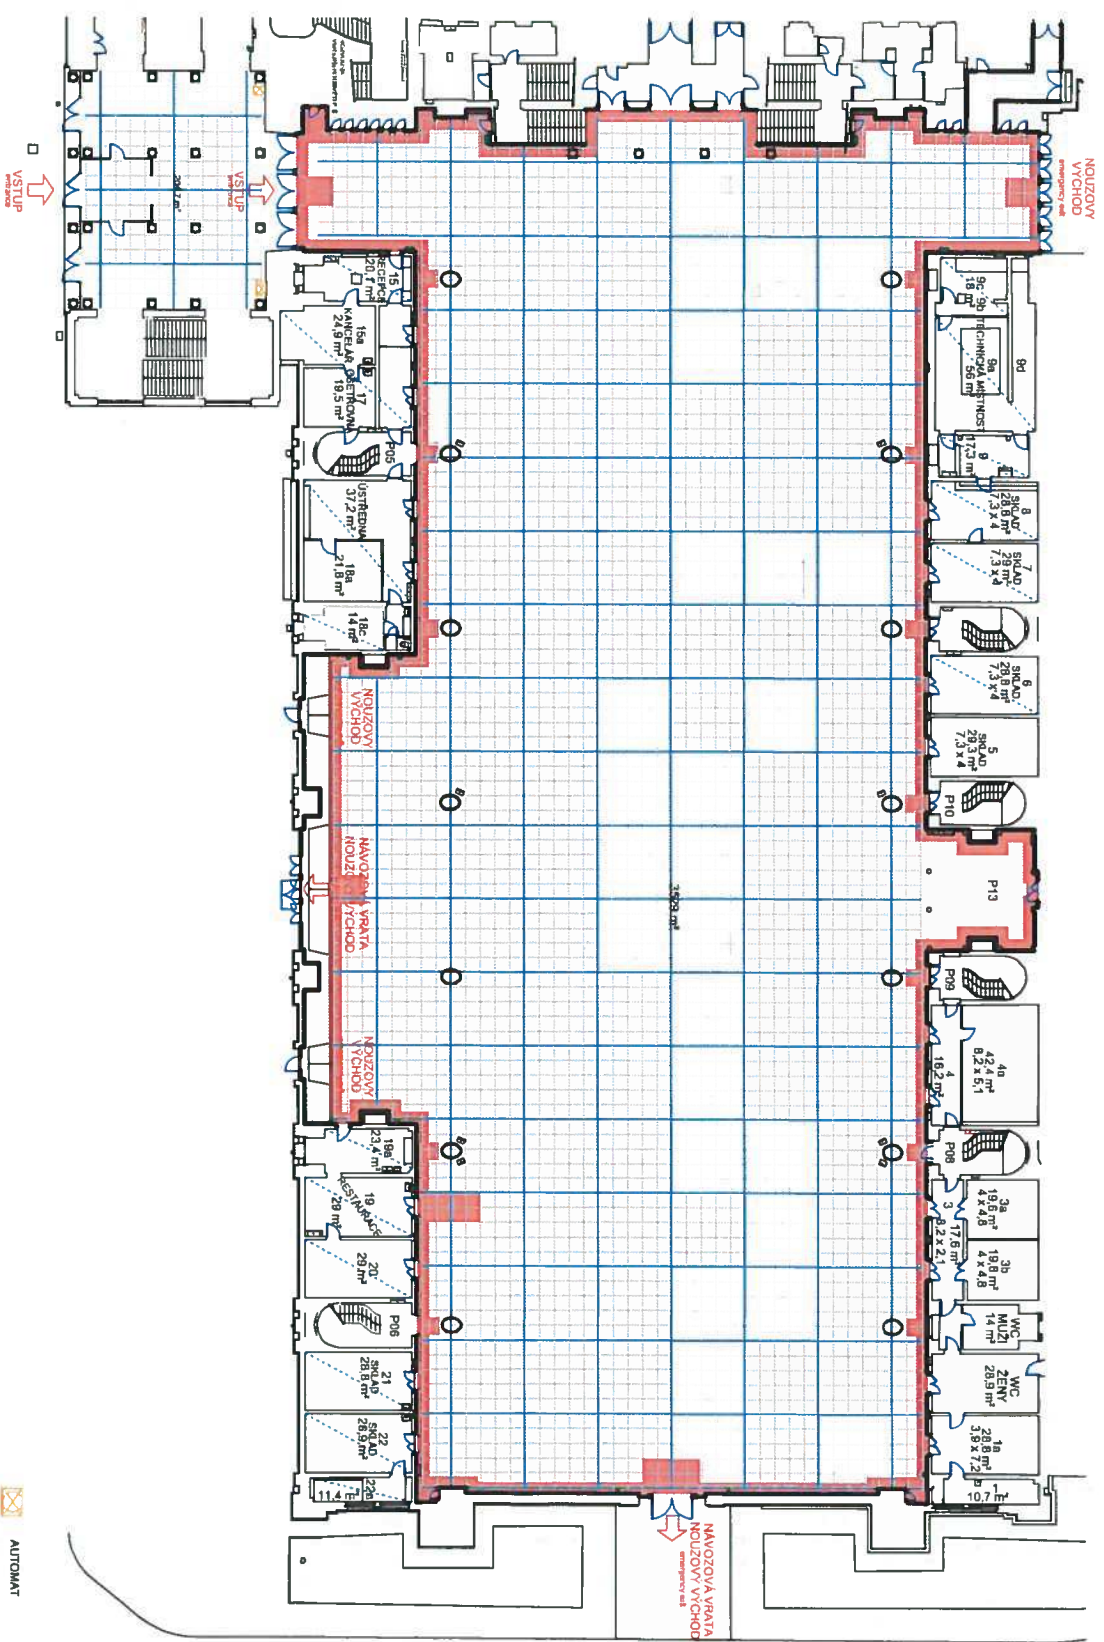 VSTUP
entrance
VSTUP
entrance
NOUZOVÝ
VÝCHOD
emergency exit
15
RECEPCE
20,1 m²
15a
KANCELÁŘ
24,9 m²
17
OŠETŘOVNA
19,5 m²
P05
ÚSTŘEDNA
37,2 m²
18a
21,8 m²
18c
14 m²
9c
9b
18 m²
9d
9a
TECHNICKÁ MÍSTNOST
56 m²
9
17,3 m²
8
SKLAD
28,8 m²
7,3 x 4
7
SKLAD
29 m²
7,3 x 4
6
SKLAD
28,8 m²
7,3 x 4
5
SKLAD
29,3 m²
7,3 x 4
P10
P13
P09
4a
42,4 m²
8,2 x 5,1
4
16,2 m²
P08
3a
19,6 m²
4 x 4,8
3
17,6 m²
8,2 x 2,1
3b
19,8 m²
4 x 4,8
WC
MUŽI
14 m²
WC
ŽENY
28,9 m²
1a
28,8 m²
3,9 x 7,2
1
10,7 m²
3529 m²
NOUZOVÝ
VÝCHOD
NÁVOZOVÁ VRATA
NOUZOVÝ VÝCHOD
NOUZOVÝ
VÝCHOD
19a
23,4 m²
19
RESTAURACE
29 m²
20
29 m²
P06
21
SKLAD
28,8 m²
22
SKLAD
28,9 m²
22a
11,4 m²
NÁVOZOVÁ VRATA
NOUZOVÝ VÝCHOD
emergency exit
AUTOMAT